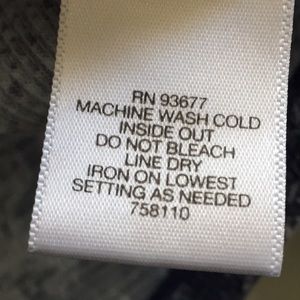 RN 93677
MACHINE WASH COLD
INSIDE OUT
DO NOT BLEACH
LINE DRY
IRON ON LOWEST
SETTING AS NEEDED
758110